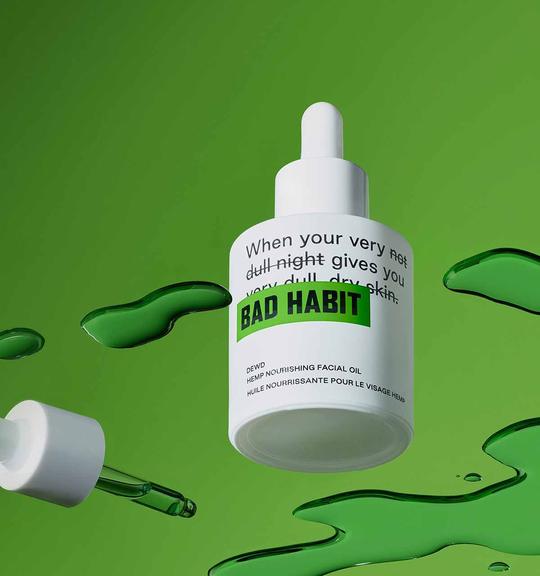 When your very not
dull night gives you
very dull, dry skin.
BAD HABIT
DEWD
HEMP NOURISHING FACIAL OIL
HUILE NOURRISSANTE POUR LE VISAGE HEMP